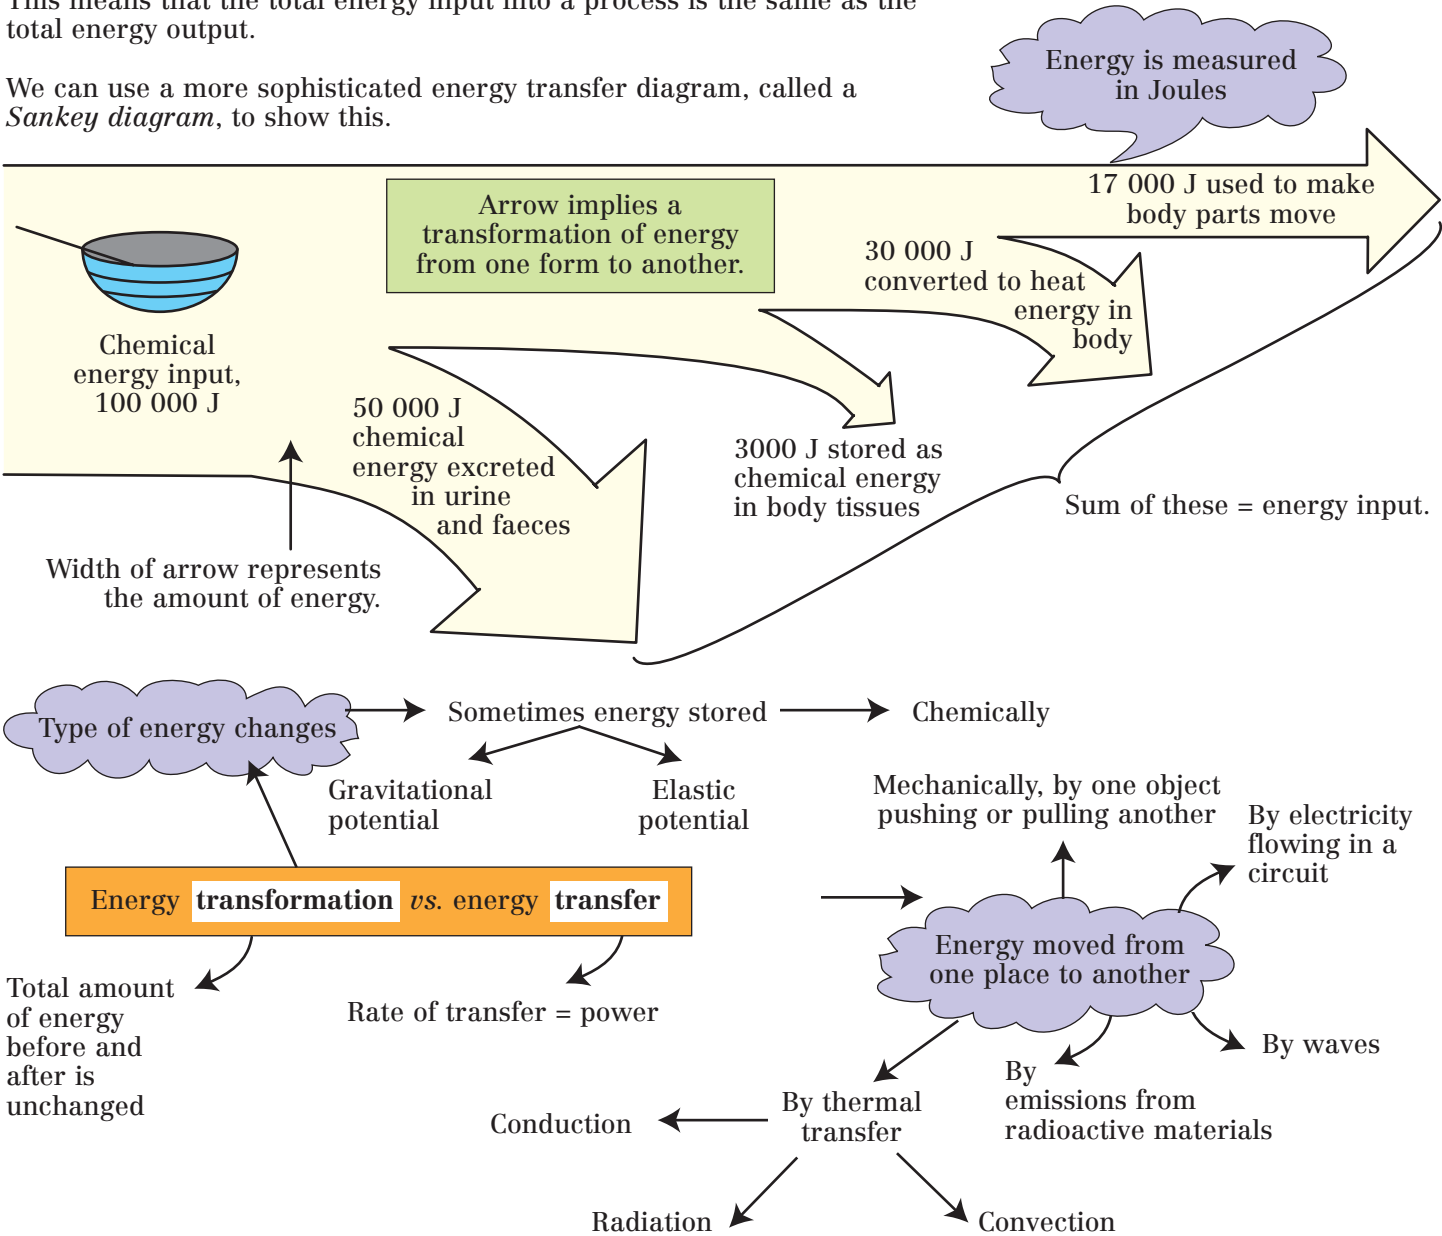 This means that the total energy input into a process is the same as the
total energy output.
We can use a more sophisticated energy transfer diagram, called a
Sankey diagram, to show this.
Energy is measured
in Joules
Arrow implies a
transformation of energy
from one form to another.
17 000 J used to make
body parts move
30 000 J
converted to heat
energy in
body
Chemical
energy input,
100 000 J
50 000 J
chemical
energy excreted
in urine
and faeces
3000 J stored as
chemical energy
in body tissues
Sum of these = energy input.
Width of arrow represents
the amount of energy.
Type of energy changes
Sometimes energy stored
Chemically
Gravitational
potential
Elastic
potential
Mechanically, by one object
pushing or pulling another
By electricity
flowing in a
circuit
Energy transformation vs. energy transfer
Energy moved from
one place to another
Total amount
of energy
before and
after is
unchanged
Rate of transfer = power
By waves
By
emissions from
radioactive materials
By thermal
transfer
Conduction
Radiation
Convection